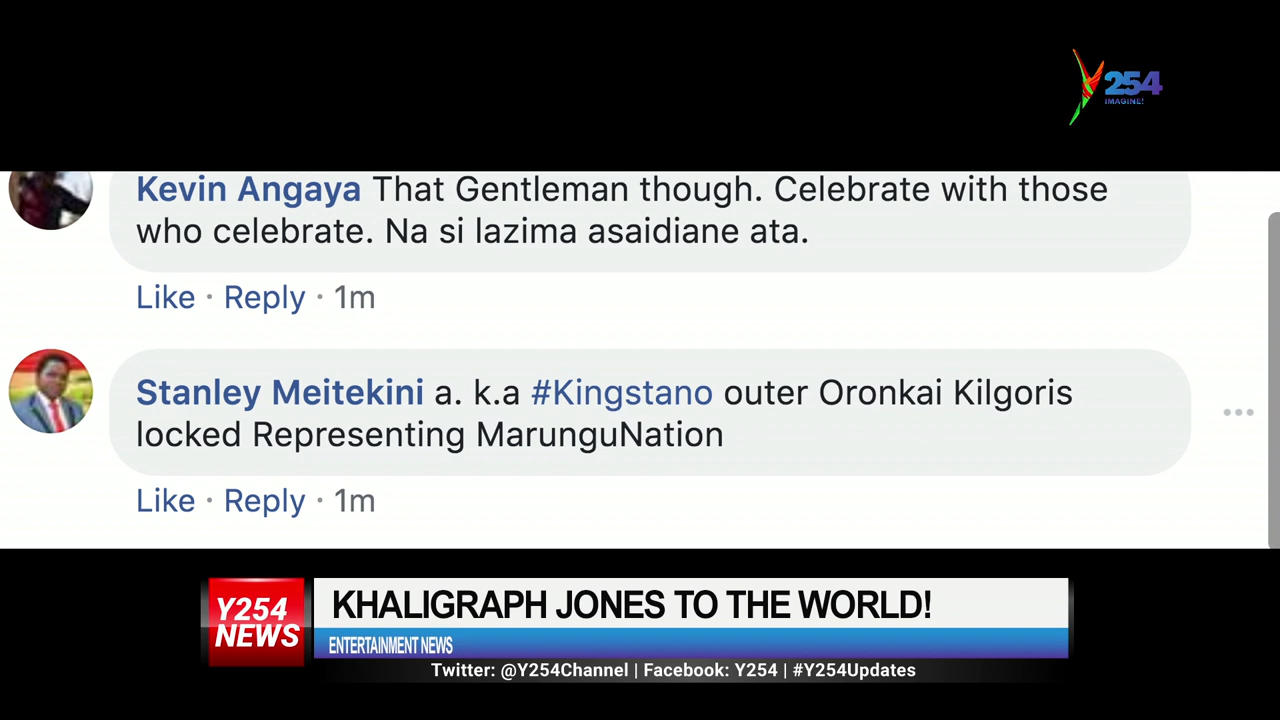 Y254
IMAGINE!
Kevin Angaya That Gentleman though. Celebrate with those
who celebrate. Na si lazima asaidiane ata.
Like · Reply · 1m
Stanley Meitekini a. k.a #Kingstano outer Oronkai Kilgoris
locked Representing MarunguNation
Like · Reply · 1m
Y254
NEWS
KHALIGRAPH JONES TO THE WORLD!
ENTERTAINMENT NEWS
Twitter: @Y254Channel | Facebook: Y254 | #Y254Updates